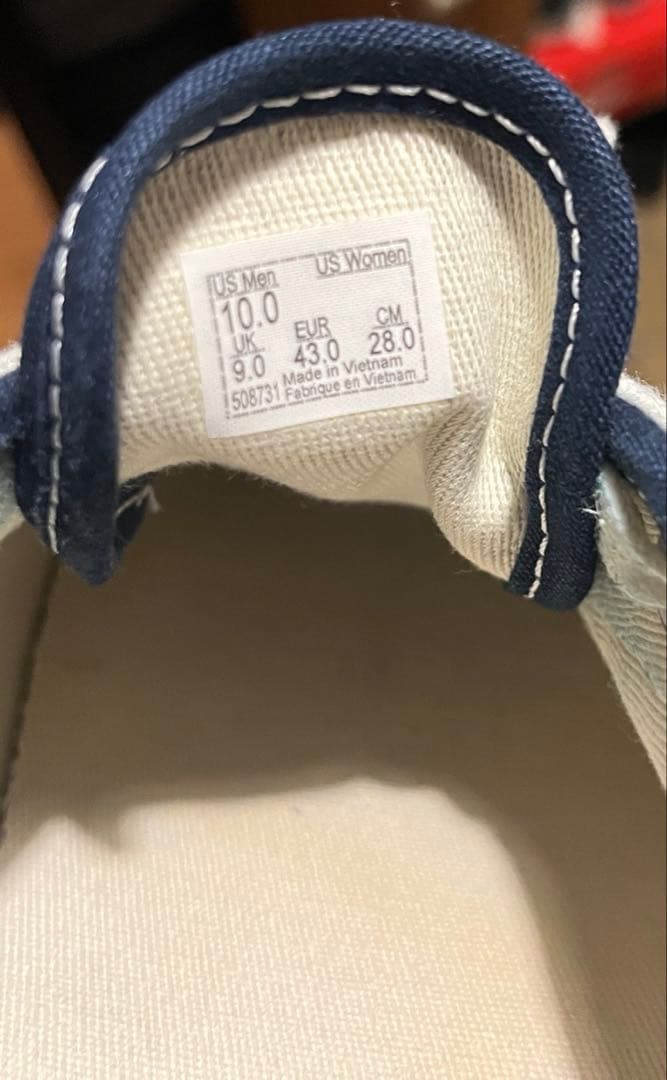 US Men US Women
10.0
UK EUR CM
9.0 43.0 28.0
Made in Vietnam
508731 Fabrique en Vietnam